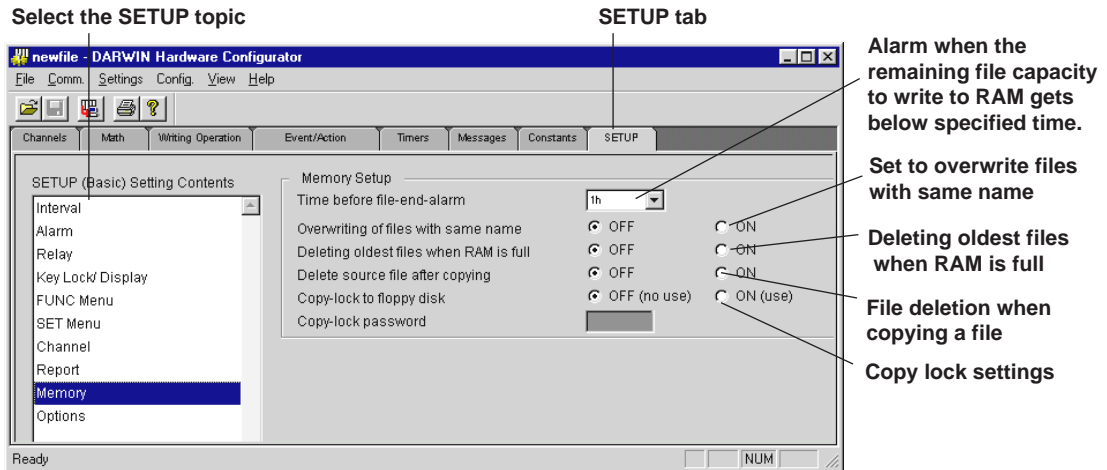 Select the SETUP topic
SETUP tab
newfile - DARWIN Hardware Configurator
File Comm. Settings Config. View Help
Channels Math Writing Operation Event/Action Timers Messages Constants SETUP
SETUP (Basic) Setting Contents
Interval
Alarm
Relay
Key Lock/ Display
FUNC Menu
SET Menu
Channel
Report
Memory
Options
Memory Setup
Time before file-end-alarm 1h
Overwriting of files with same name OFF ON
Deleting oldest files when RAM is full OFF ON
Delete source file after copying OFF ON
Copy-lock to floppy disk OFF (no use) ON (use)
Copy-lock password
Ready NUM
Alarm when the
remaining file capacity
to write to RAM gets
below specified time.
Set to overwrite files
with same name
Deleting oldest files
when RAM is full
File deletion when
copying a file
Copy lock settings